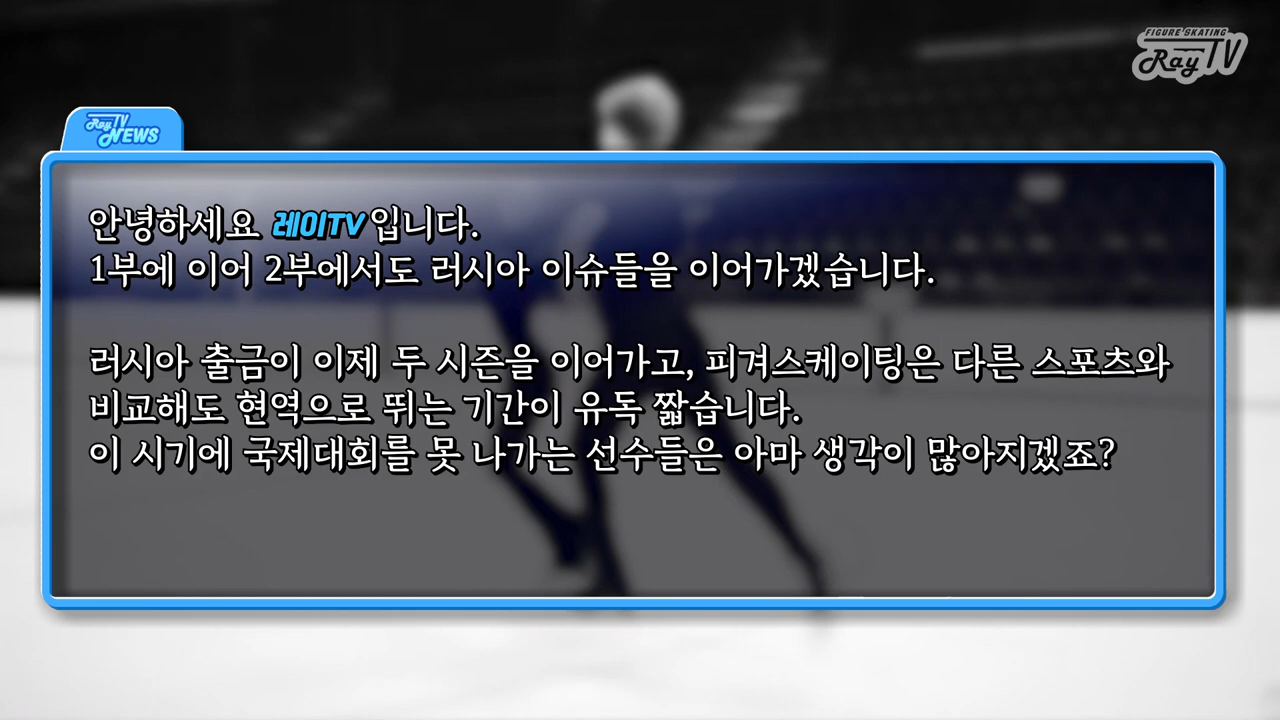 FIGURE SKATING
RayTV
RayTV
NEWS
안녕하세요 레이TV입니다.
1부에 이어 2부에서도 러시아 이슈들을 이어가겠습니다.
러시아 출금이 이제 두 시즌을 이어가고, 피겨스케이팅은 다른 스포츠와
비교해도 현역으로 뛰는 기간이 유독 짧습니다.
이 시기에 국제대회를 못 나가는 선수들은 아마 생각이 많아지겠죠?